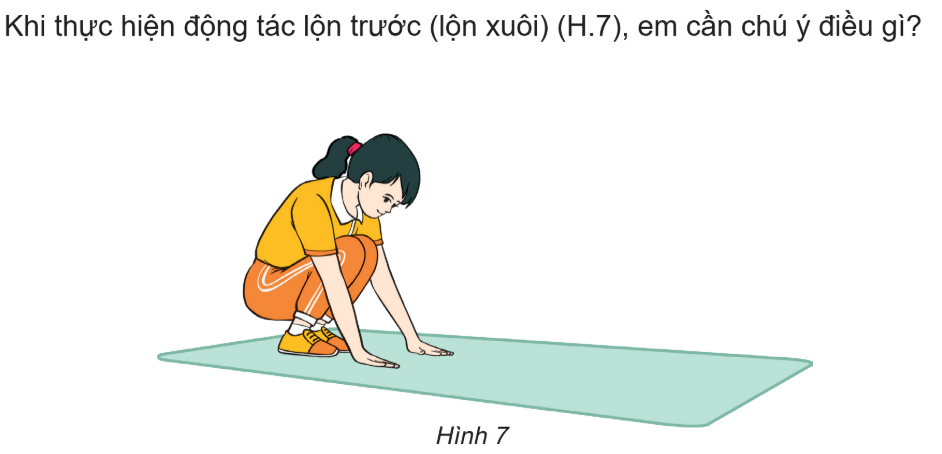 Khi thực hiện động tác lộn trước (lộn xuôi) (H.7), em cần chú ý điều gì?
Hình 7